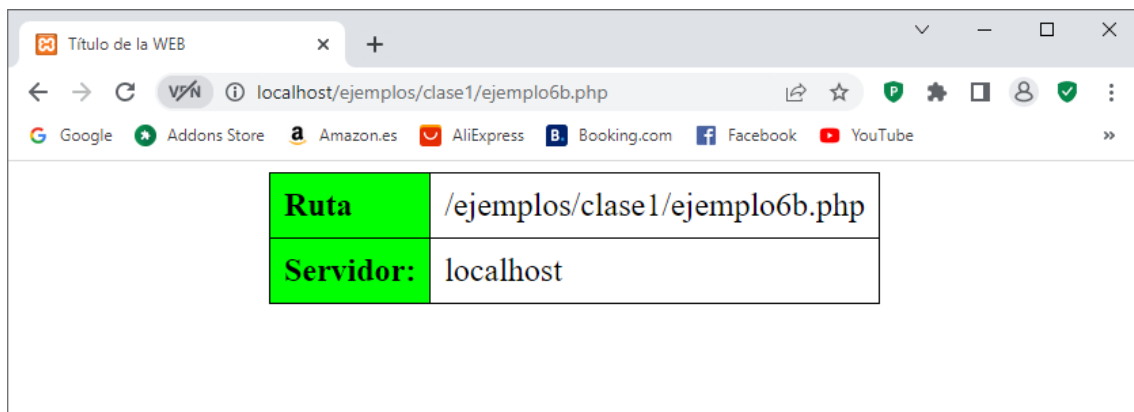 Título de la WEB
VPN localhost/ejemplos/clase1/ejemplo6b.php P
G Google Addons Store a Amazon.es AliExpress B. Booking.com f Facebook YouTube »
Ruta /ejemplos/clase1/ejemplo6b.php
Servidor: localhost